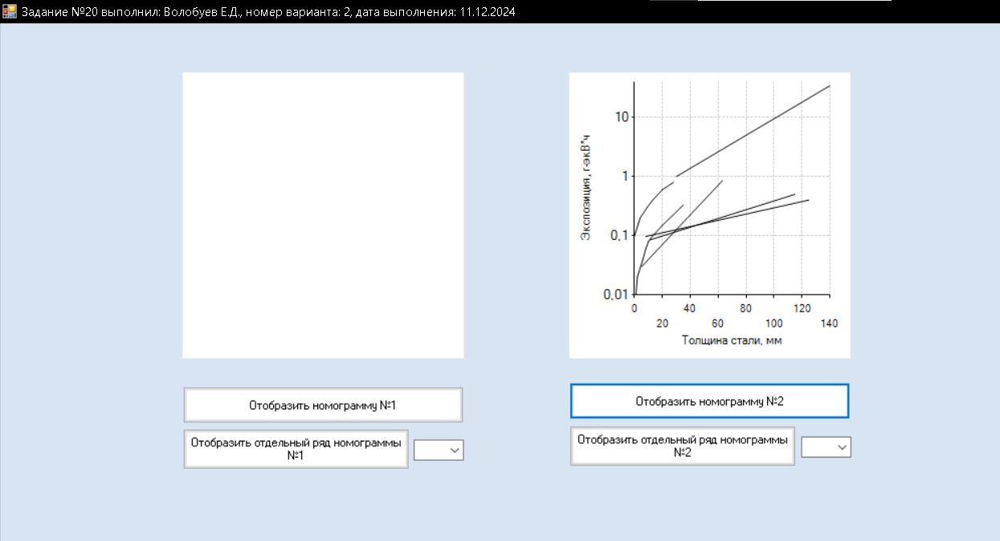 Задание №20 выполнил: Волобуев Е.Д., номер варианта: 2, дата выполнения: 11.12.2024
Экспозиция, г-экВ*ч
10
1
0,1
0,01
0 40 80 120
20 60 100 140
Толщина стали, мм
Отобразить номограмму №1
Отобразить отдельный ряд номограммы
№1
Отобразить номограмму №2
Отобразить отдельный ряд номограммы
№2